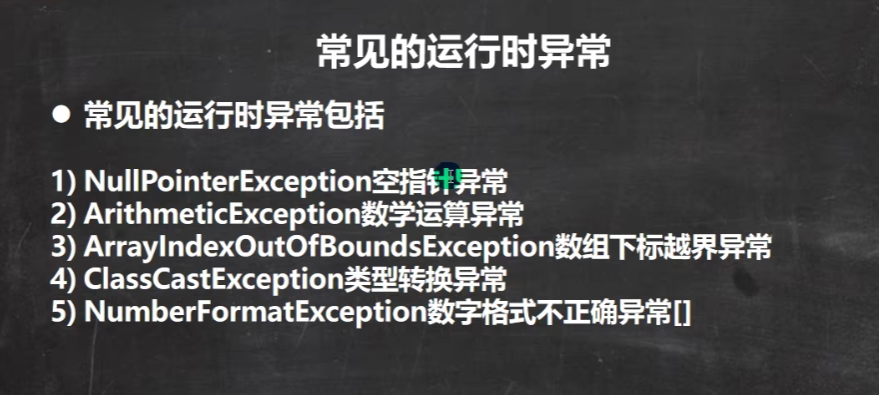 常见的运行时异常
● 常见的运行时异常包括
1) NullPointerException空指针异常
2) ArithmeticException数学运算异常
3) ArrayIndexOutOfBoundsException数组下标越界异常
4) ClassCastException类型转换异常
5) NumberFormatException数字格式不正确异常[]